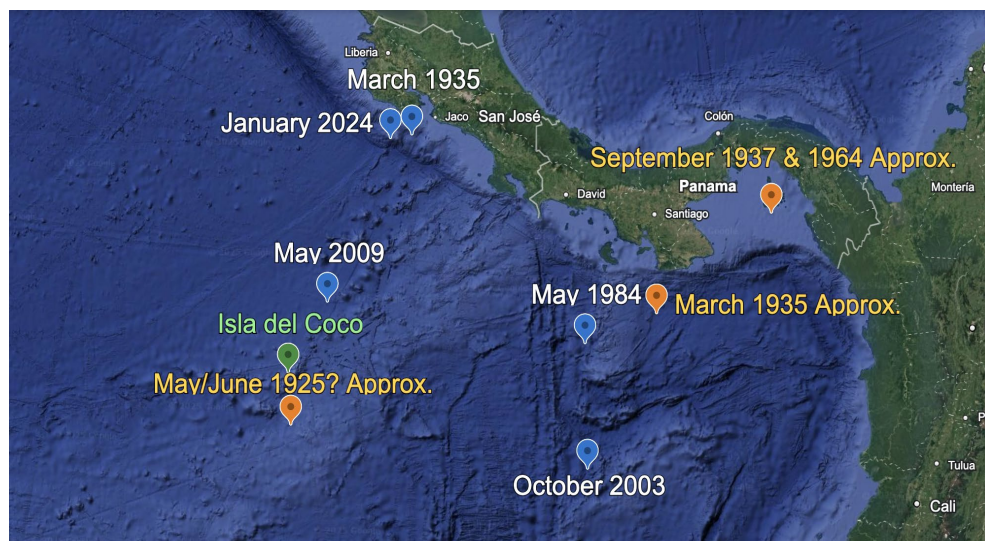 Liberia
March 1935
January 2024
Jaco
San José
Colón
September 1937 & 1964 Approx.
Montería
Panama
David
Santiago
May 2009
May 1984
March 1935 Approx.
Isla del Coco
May/June 1925? Approx.
October 2003
Tulua
Cali